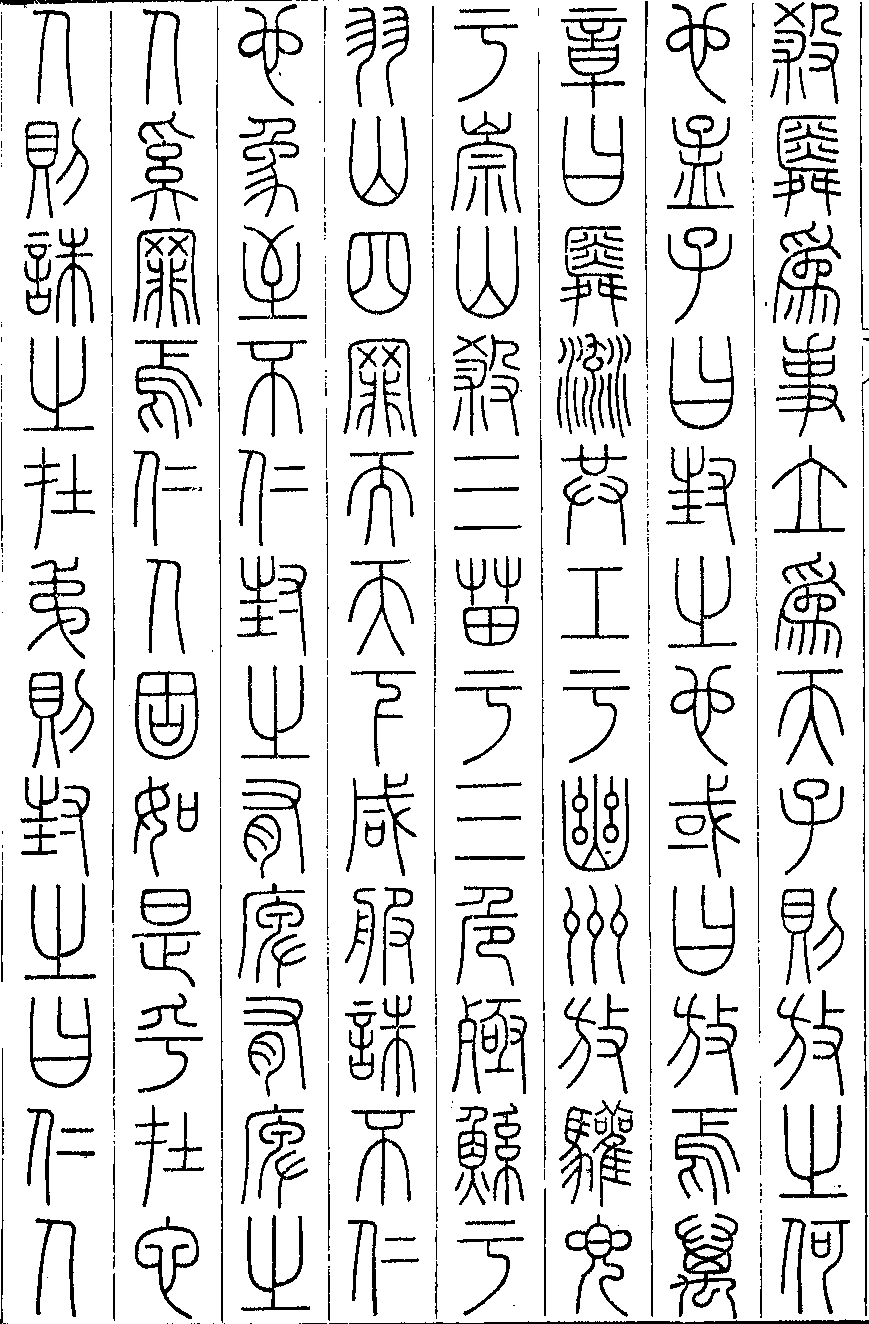 殺舜爲事立爲天子則放之何
也孟子曰封之也或曰放焉萬
章曰舜流共工于幽州放驩兜
于崇山殺三苗于三危殛鯀于
羽山四罪而天下咸服誅不仁
也象至不仁封之有庳有庳之
人奚罪焉仁人固如是乎在它
人則誅之在弟則封之曰仁人